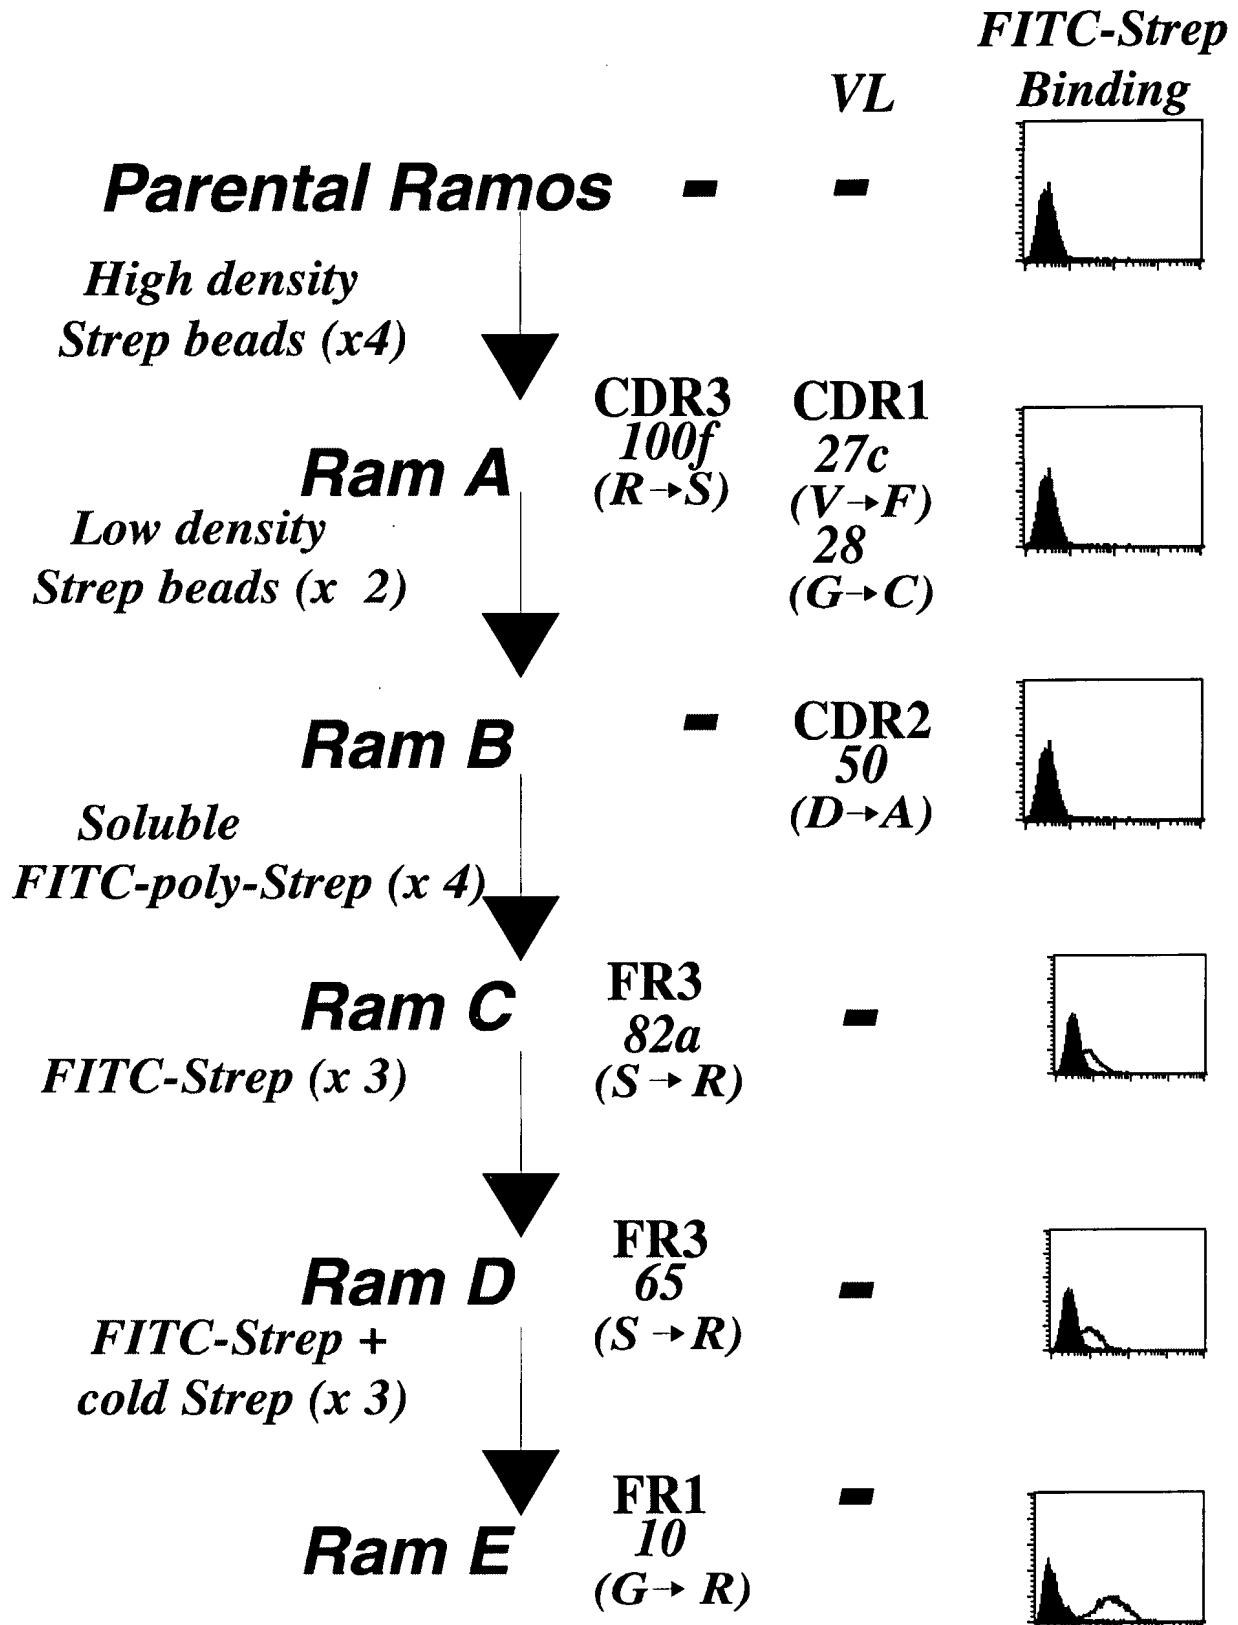 FITC-Strep
VL Binding
Parental Ramos - -
High density
Strep beads (x4)
CDR3 CDR1
Ram A 100f 27c
(R→S) (V→F)
Low density 28
Strep beads (x 2) (G→C)
Ram B - CDR2
50
(D→A)
Soluble
FITC-poly-Strep (x 4)
Ram C FR3 -
82a
FITC-Strep (x 3) (S→R)
Ram D FR3 -
65
FITC-Strep + (S→R)
cold Strep (x 3)
FR1 -
Ram E 10
(G→R)